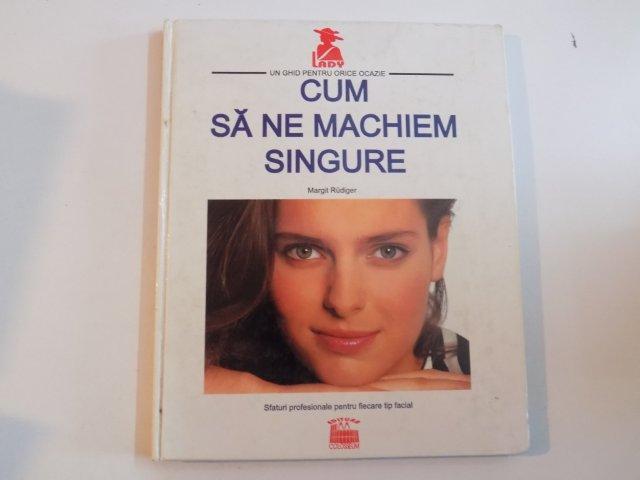 LADY
UN GHID PENTRU ORICE OCAZIE
CUM
SĂ NE MACHIEM
SINGURE
Margit Rüdiger
Sfaturi profesionale pentru fiecare tip facial
EDITURA
COLOSSEUM